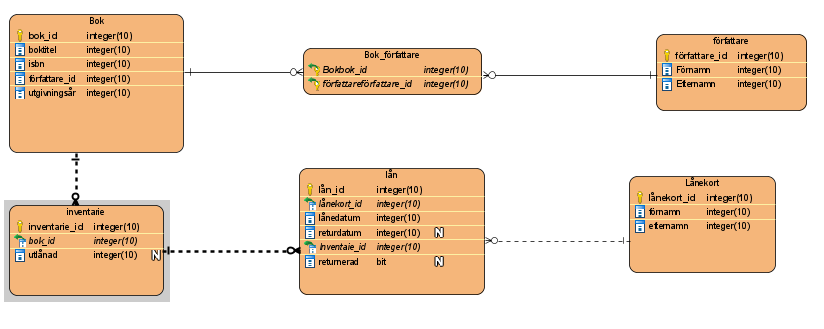 Bok
bok_id integer(10)
boktitel integer(10)
isbn integer(10)
författare_id integer(10)
utgivningsår integer(10)
Bok_författare
Bokbok_id integer(10)
författareförfattare_id integer(10)
författare
författare_id integer(10)
Förnamn integer(10)
Efternamn integer(10)
inventarie
inventarie_id integer(10)
bok_id integer(10)
utlånad integer(10) N
lån
lån_id integer(10)
lånekort_id integer(10)
lånedatum integer(10)
returdatum integer(10) N
Inventaie_id integer(10)
returnerad bit N
Lånekort
lånekort_id integer(10)
förnamn integer(10)
efternamn integer(10)